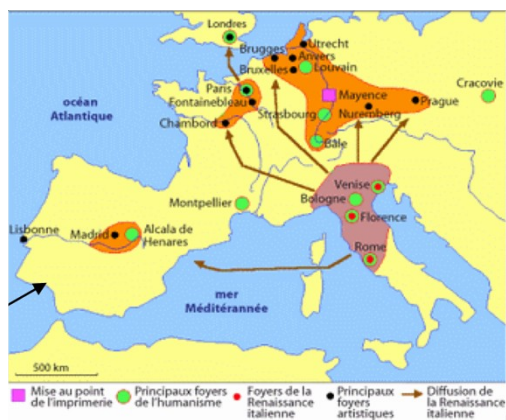 Londres
Utrecht
Brugges
Anvers
Bruxelles
Louvain
océan
Atlantique
Paris
Fontainebleau
Chambord
Strasbourg
Mayence
Nuremberg
Prague
Cracovie
Bâle
Venise
Bologne
Florence
Montpellier
Lisbonne
Madrid
Alcala de
Henares
Rome
mer
Méditérrannée
500 km
Mise au point
de l'imprimerie
Principaux foyers
de l'humanisme
Foyers de la
Renaissance
italienne
Principaux
foyers
artistiques
Diffusion de
la Renaissance
italienne